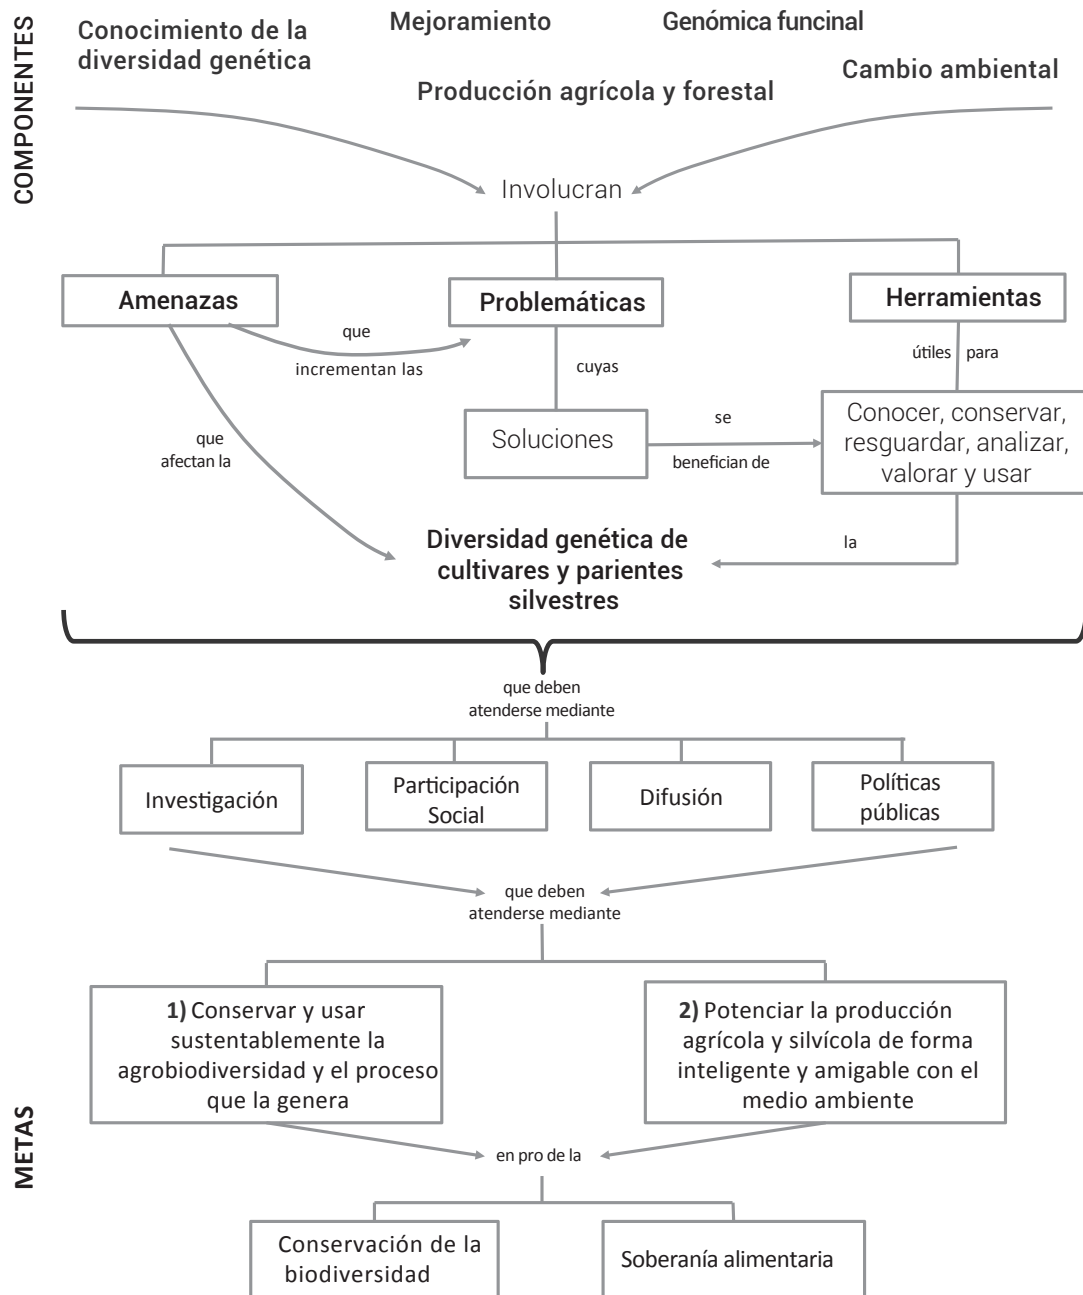 COMPONENTES
Conocimiento de la
diversidad genética
Mejoramiento
Genómica funcinal
Producción agrícola y forestal
Cambio ambiental
Involucran
Amenazas
Problemáticas
Herramientas
que
incrementan las
cuyas
útiles para
que
afectan la
Soluciones
se
benefician de
Conocer, conservar,
resguardar, analizar,
valorar y usar
Diversidad genética de
cultivares y parientes
silvestres
la
que deben
atenderse mediante
Investigación
Participación
Social
Difusión
Políticas
públicas
que deben
atenderse mediante
METAS
1) Conservar y usar
sustentablemente la
agrobiodiversidad y el proceso
que la genera
2) Potenciar la producción
agrícola y silvícola de forma
inteligente y amigable con el
medio ambiente
en pro de la
Conservación de la
biodiversidad
Soberanía alimentaria